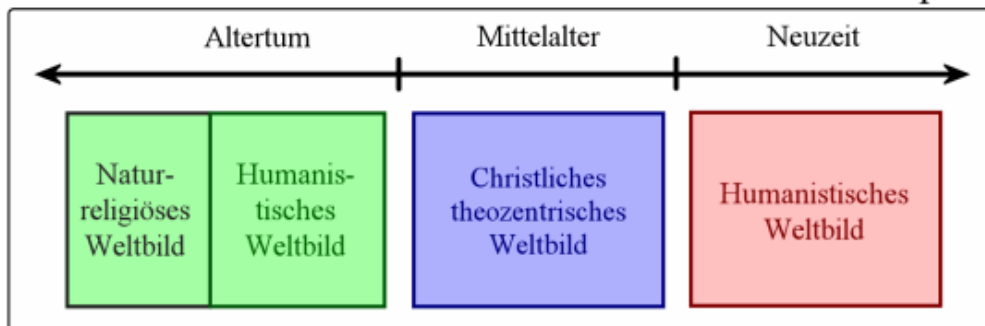 Altertum Mittelalter Neuzeit
Natur-
religiöses
Weltbild
Humanis-
tisches
Weltbild
Christliches
theozentrisches
Weltbild
Humanistisches
Weltbild